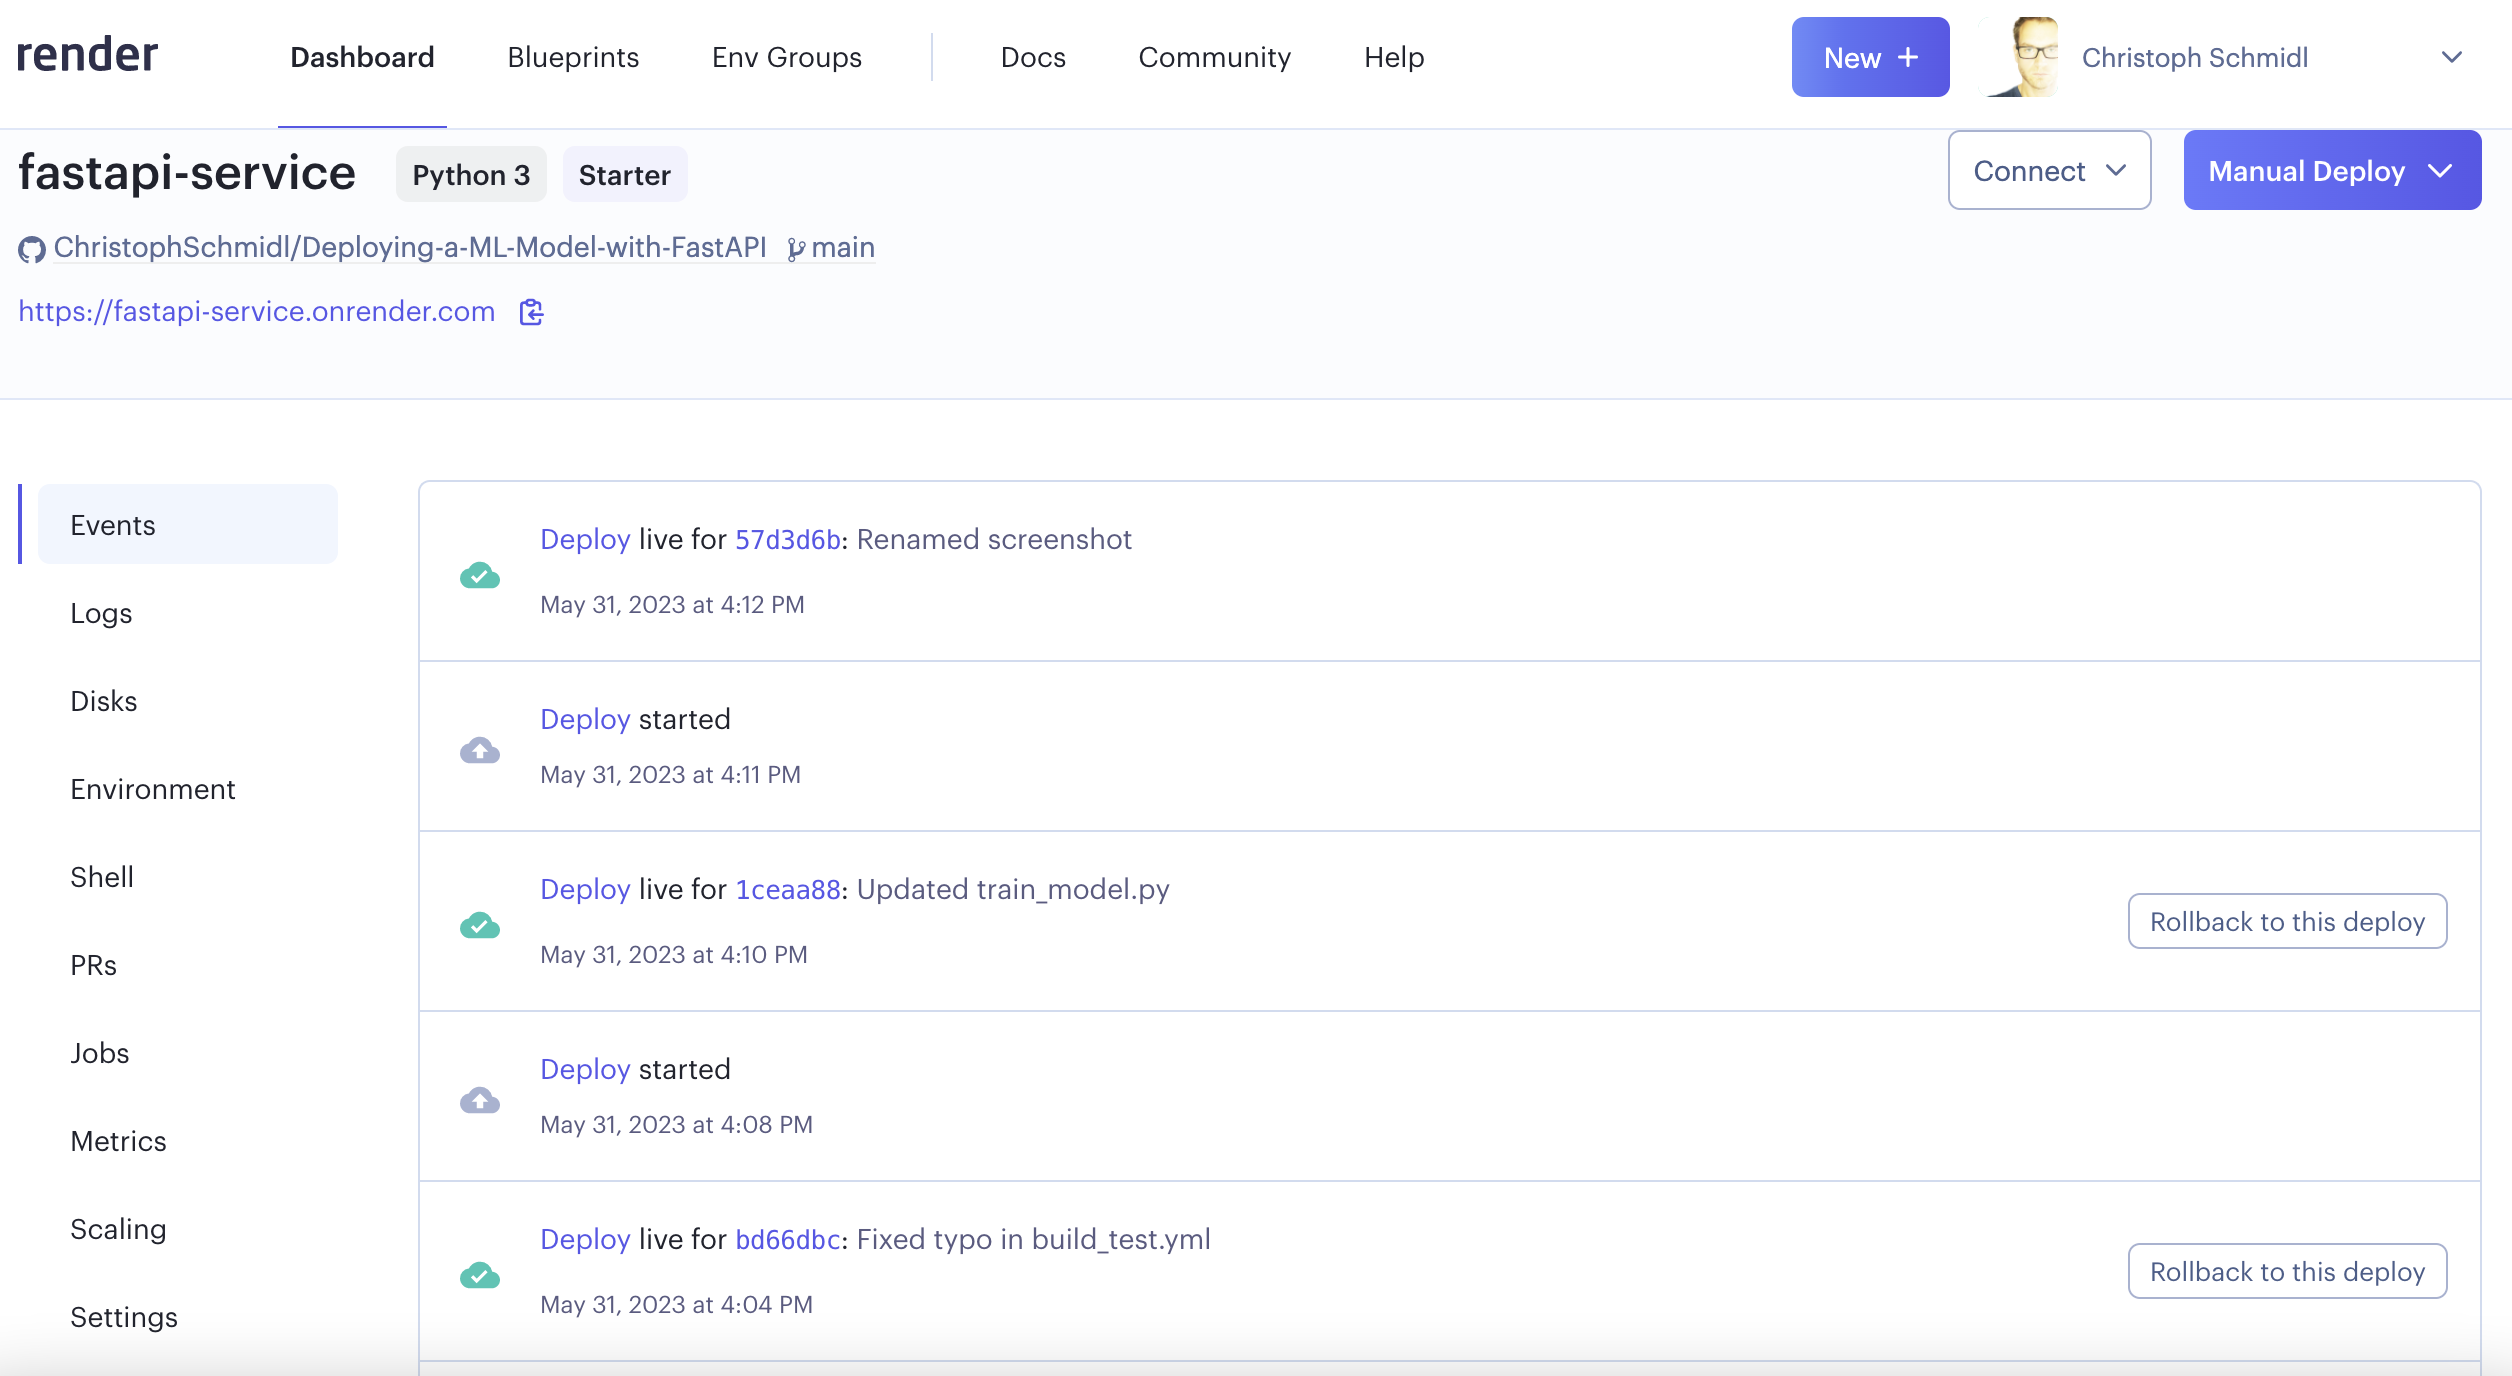 render Dashboard Blueprints Env Groups Docs Community Help New + Christoph Schmidl
fastapi-service Python 3 Starter Connect Manual Deploy
ChristophSchmidl/Deploying-a-ML-Model-with-FastAPI main
https://fastapi-service.onrender.com
Events
Logs
Disks
Environment
Shell
PRs
Jobs
Metrics
Scaling
Settings
Deploy live for 57d3d6b: Renamed screenshot
May 31, 2023 at 4:12 PM
Deploy started
May 31, 2023 at 4:11 PM
Deploy live for 1ceaa88: Updated train_model.py
May 31, 2023 at 4:10 PM
Rollback to this deploy
Deploy started
May 31, 2023 at 4:08 PM
Deploy live for bd66dbc: Fixed typo in build_test.yml
May 31, 2023 at 4:04 PM
Rollback to this deploy